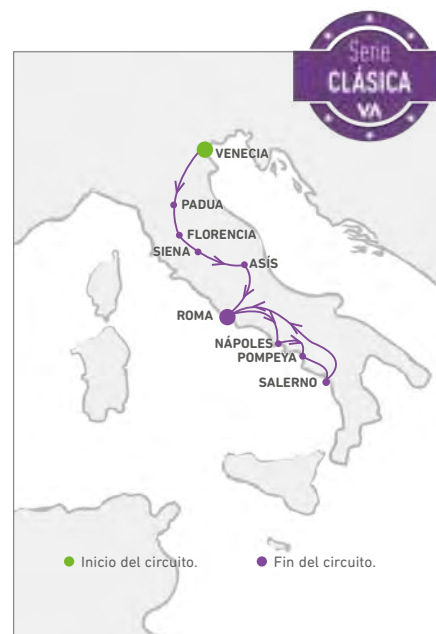 Serie
CLÁSICA
VA
VENECIA
PADUA
FLORENCIA
SIENA
ASÍS
ROMA
NÁPOLES
POMPEYA
SALERNO
Inicio del circuito.
Fin del circuito.